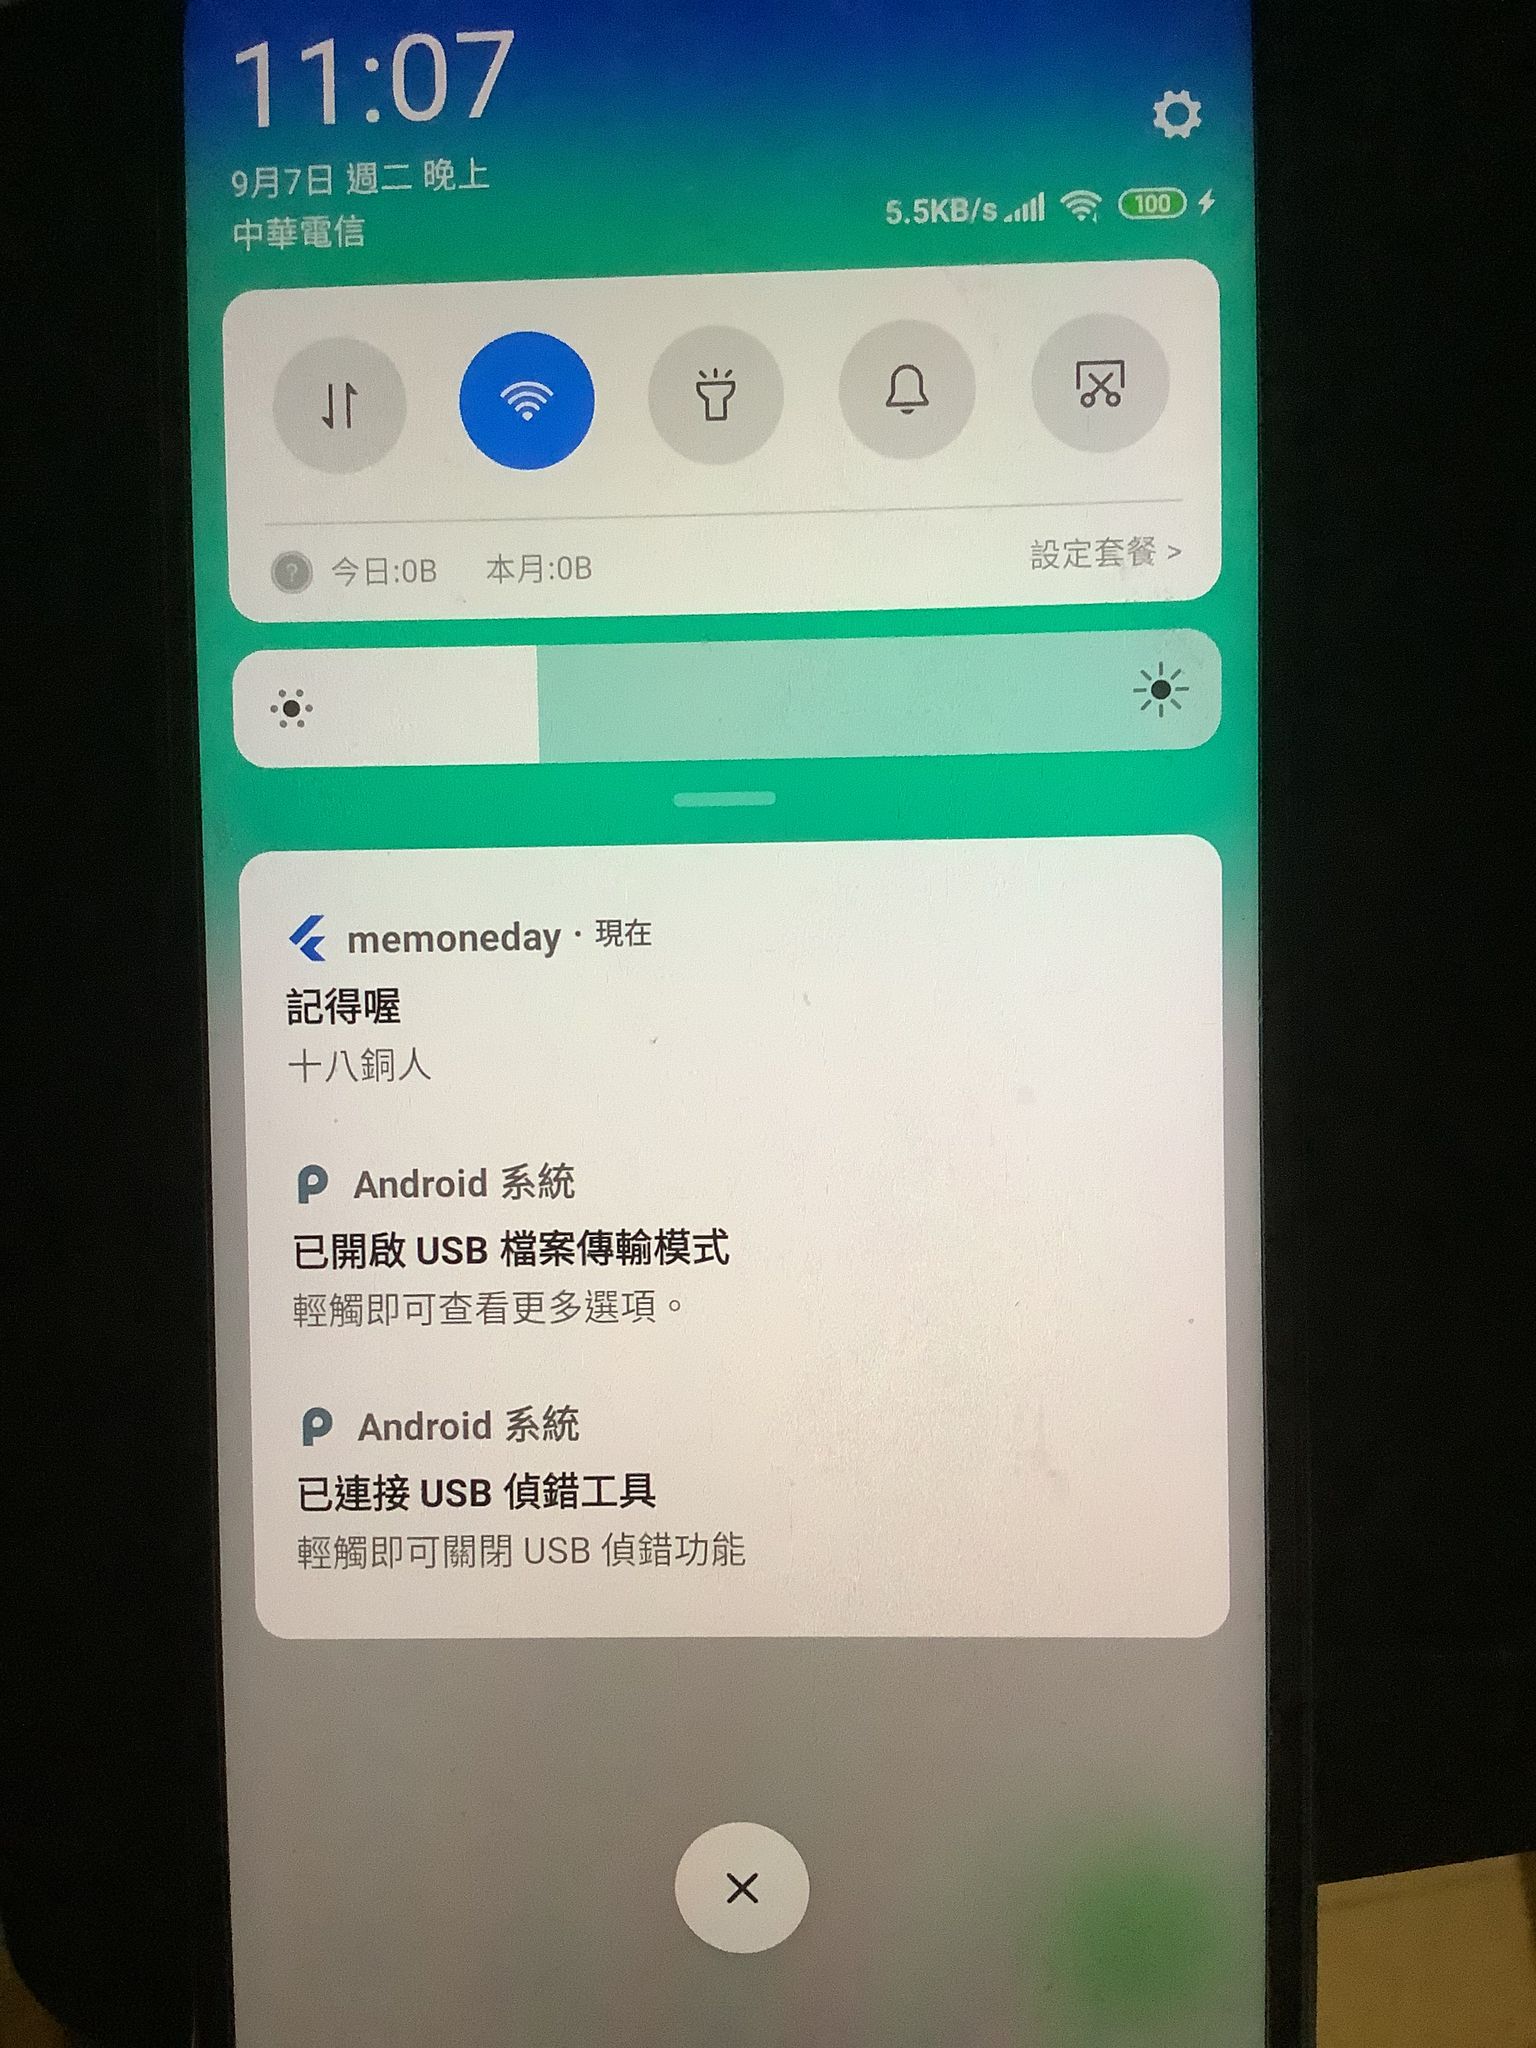 11:07
9月7日 週二 晚上
中華電信
5.5KB/s
100
? 今日:0B 本月:0B
設定套餐 >
memoneday · 現在
記得喔
十八銅人
Android 系統
已開啟 USB 檔案傳輸模式
輕觸即可查看更多選項。
Android 系統
已連接 USB 偵錯工具
輕觸即可關閉 USB 偵錯功能